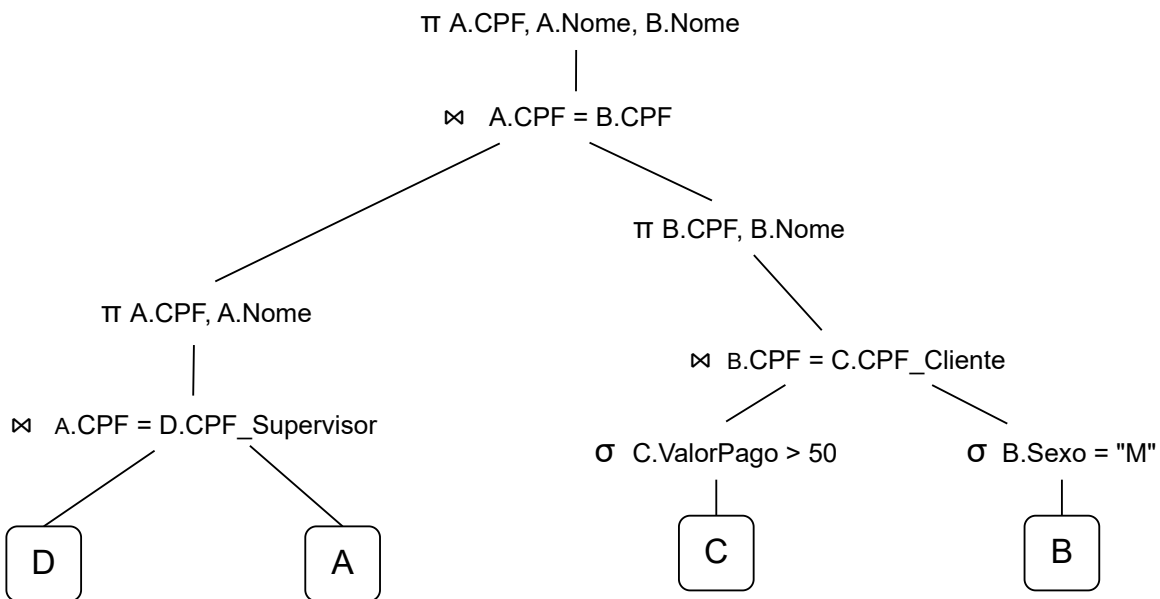 π A.CPF, A.Nome, B.Nome
⋈ A.CPF = B.CPF
π B.CPF, B.Nome
π A.CPF, A.Nome
⋈ B.CPF = C.CPF_Cliente
⋈ A.CPF = D.CPF_Supervisor
σ C.ValorPago > 50
σ B.Sexo = "M"
D
A
C
B